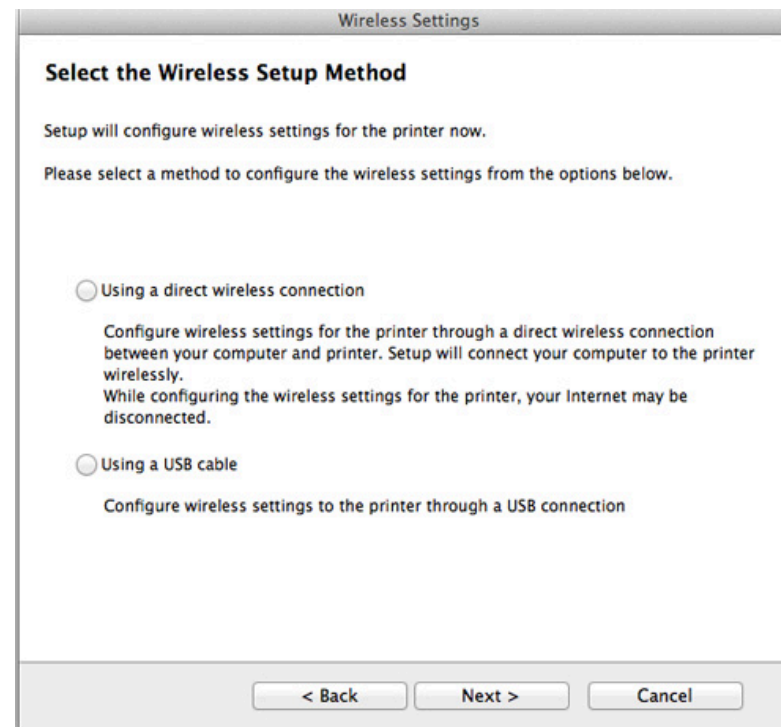 Wireless Settings
Select the Wireless Setup Method
Setup will configure wireless settings for the printer now.
Please select a method to configure the wireless settings from the options below.
Using a direct wireless connection
Configure wireless settings for the printer through a direct wireless connection
between your computer and printer. Setup will connect your computer to the printer
wirelessly.
While configuring the wireless settings for the printer, your Internet may be
disconnected.
Using a USB cable
Configure wireless settings to the printer through a USB connection
< Back Next > Cancel